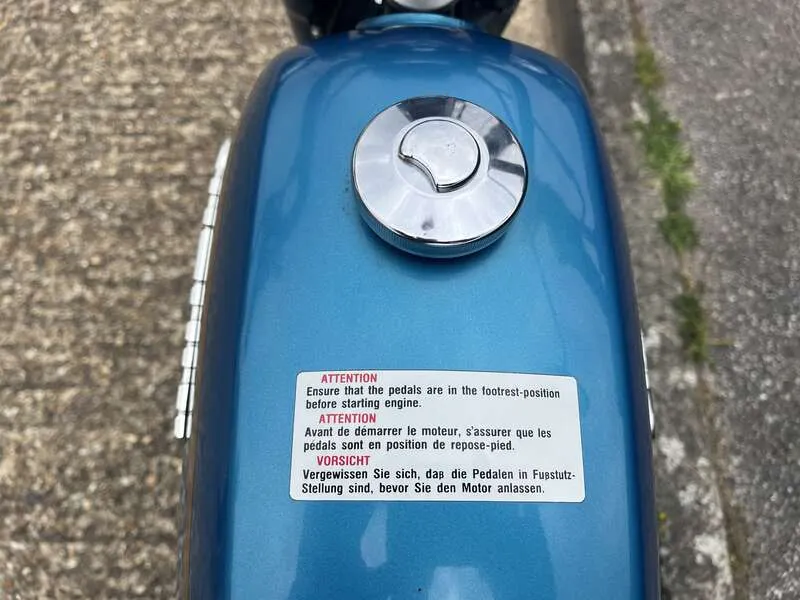 ATTENTION
Ensure that the pedals are in the footrest-position
before starting engine.
ATTENTION
Avant de démarrer le moteur, s'assurer que les
pédals sont en position de repose-pied.
VORSICHT
Vergewissen Sie sich, daß die Pedalen in Fußstutz-
Stellung sind, bevor Sie den Motor anlassen.